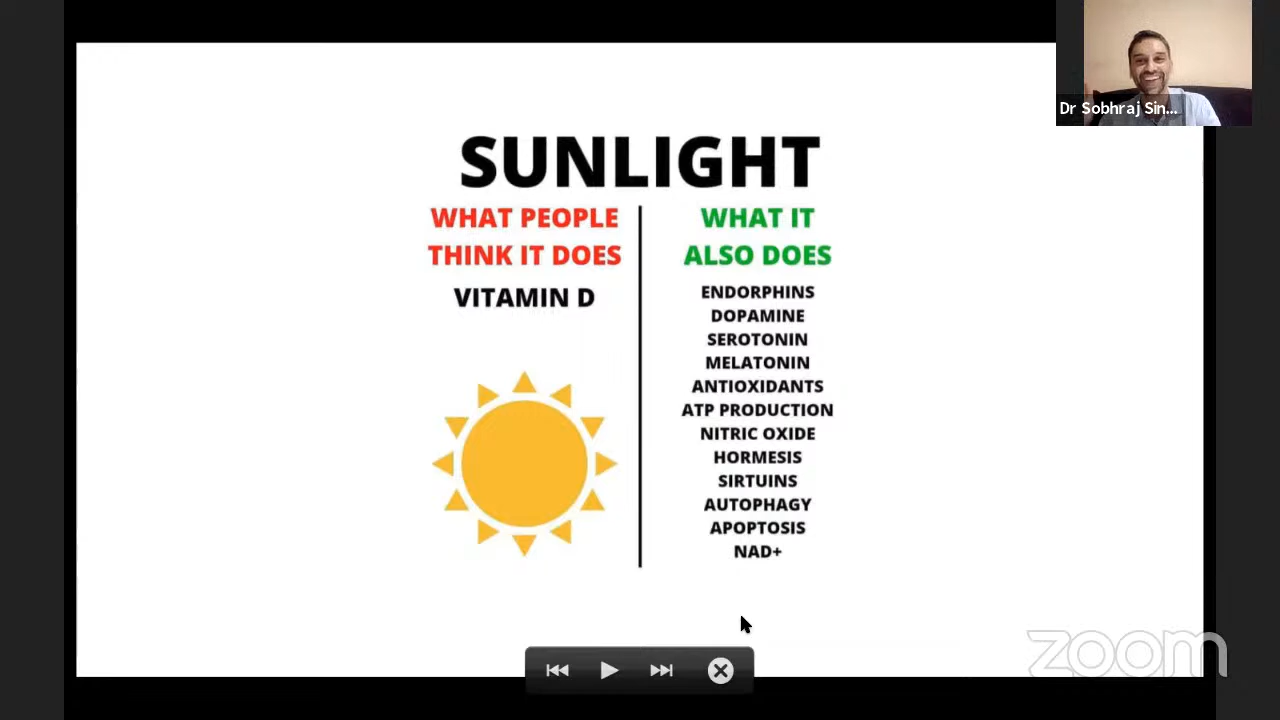 Dr Sobhraj Sin...
SUNLIGHT
WHAT PEOPLE
THINK IT DOES
VITAMIN D
WHAT IT
ALSO DOES
ENDORPHINS
DOPAMINE
SEROTONIN
MELATONIN
ANTIOXIDANTS
ATP PRODUCTION
NITRIC OXIDE
HORMESIS
SIRTUINS
AUTOPHAGY
APOPTOSIS
NAD+
zoom